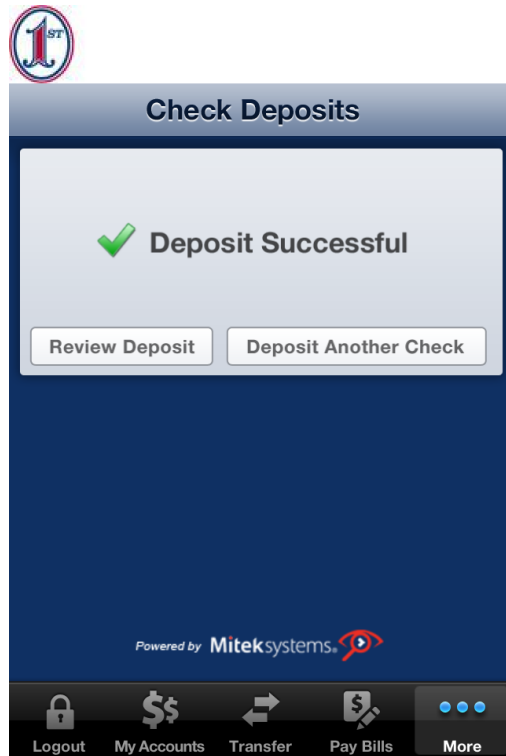 1ST
Check Deposits
Deposit Successful
Review Deposit Deposit Another Check
Powered by Miteksystems.
$$ $
Logout My Accounts Transfer Pay Bills More